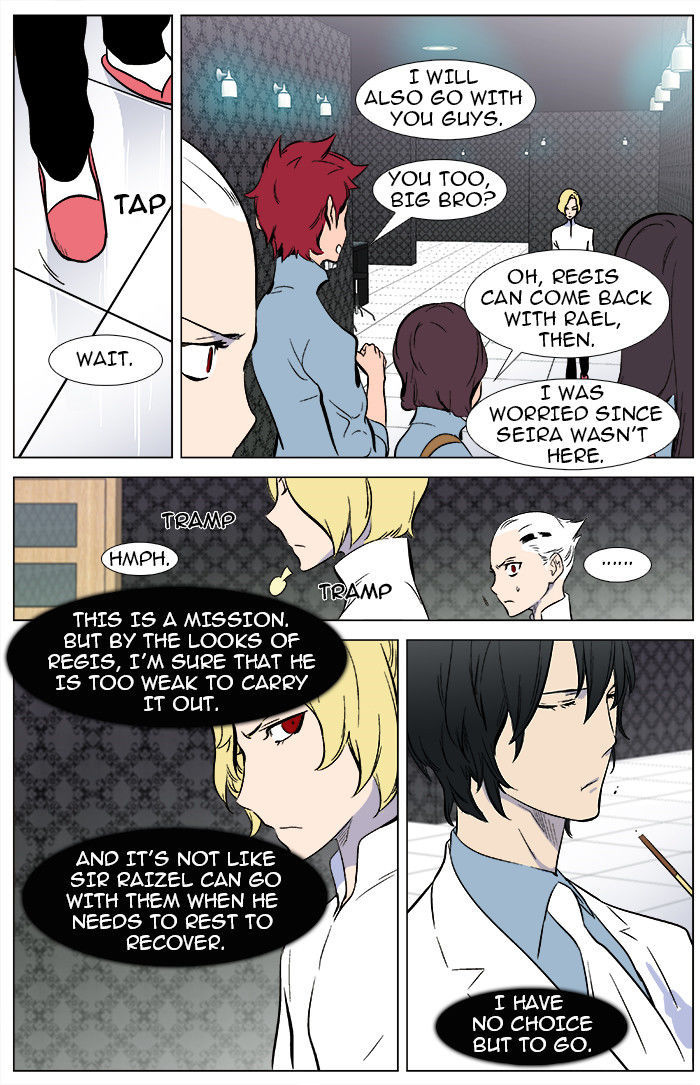 TAP
WAIT.
I WILL
ALSO GO WITH
YOU GUYS.
YOU TOO,
BIG BRO?
OH, REGIS
CAN COME BACK
WITH RAEL,
THEN.
I WAS
WORRIED SINCE
SEIRA WASN'T
HERE.
TRAMP
HMPH.
TRAMP
......
THIS IS A MISSION.
BUT BY THE LOOKS OF
REGIS, I'M SURE THAT HE
IS TOO WEAK TO CARRY
IT OUT.
AND IT'S NOT LIKE
SIR RAIZEL CAN GO
WITH THEM WHEN HE
NEEDS TO REST TO
RECOVER.
I HAVE
NO CHOICE
BUT TO GO.